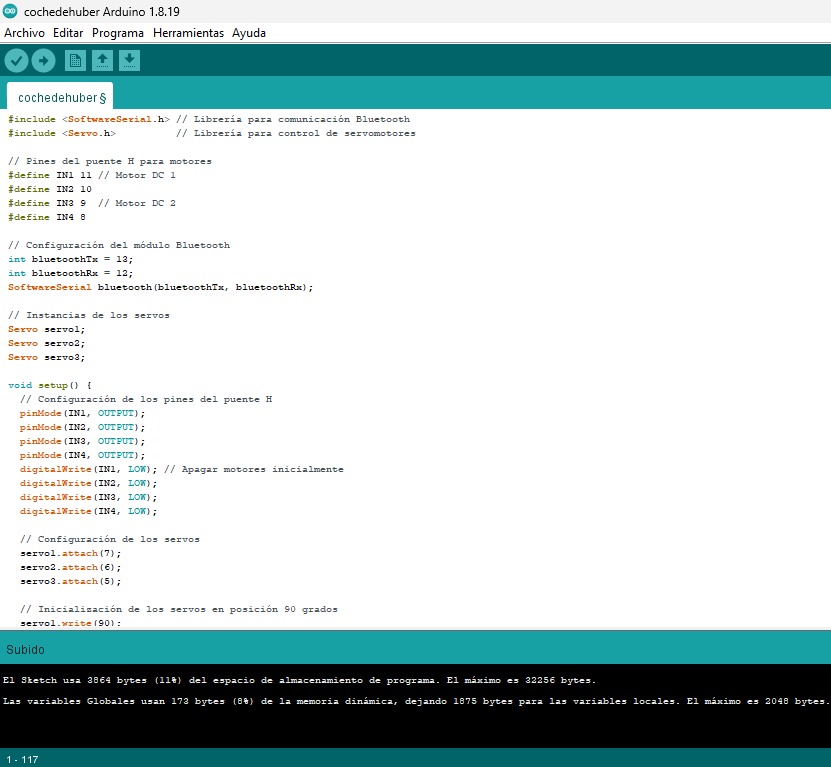 cochedehuber Arduino 1.8.19
Archivo Editar Programa Herramientas Ayuda
cochedehuber §
#include <SoftwareSerial.h> // Librería para comunicación Bluetooth
#include <Servo.h>          // Librería para control de servomotores

// Pines del puente H para motores
#define IN1 11 // Motor DC 1
#define IN2 10
#define IN3 9  // Motor DC 2
#define IN4 8

// Configuración del módulo Bluetooth
int bluetoothTx = 13;
int bluetoothRx = 12;
SoftwareSerial bluetooth(bluetoothTx, bluetoothRx);

// Instancias de los servos
Servo servo1;
Servo servo2;
Servo servo3;

void setup() {
  // Configuración de los pines del puente H
  pinMode(IN1, OUTPUT);
  pinMode(IN2, OUTPUT);
  pinMode(IN3, OUTPUT);
  pinMode(IN4, OUTPUT);
  digitalWrite(IN1, LOW); // Apagar motores inicialmente
  digitalWrite(IN2, LOW);
  digitalWrite(IN3, LOW);
  digitalWrite(IN4, LOW);

  // Configuración de los servos
  servo1.attach(7);
  servo2.attach(6);
  servo3.attach(5);

  // Inicialización de los servos en posición 90 grados
  servo1.write(90);
Subido
El Sketch usa 3864 bytes (11%) del espacio de almacenamiento de programa. El máximo es 32256 bytes.
Las variables Globales usan 173 bytes (8%) de la memoria dinámica, dejando 1875 bytes para las variables locales. El máximo es 2048 bytes.
1 - 117